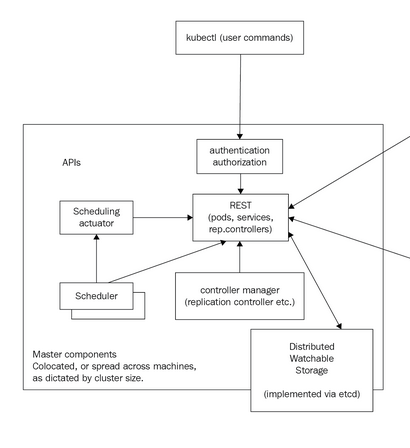 kubectl (user commands)
authentication
authorization
APIs
REST
(pods, services,
rep.controllers)
Scheduling
actuator
Scheduler
controller manager
(replication controller etc.)
Distributed
Watchable
Storage
(implemented via etcd)
Master components
Colocated, or spread across machines,
as dictated by cluster size.